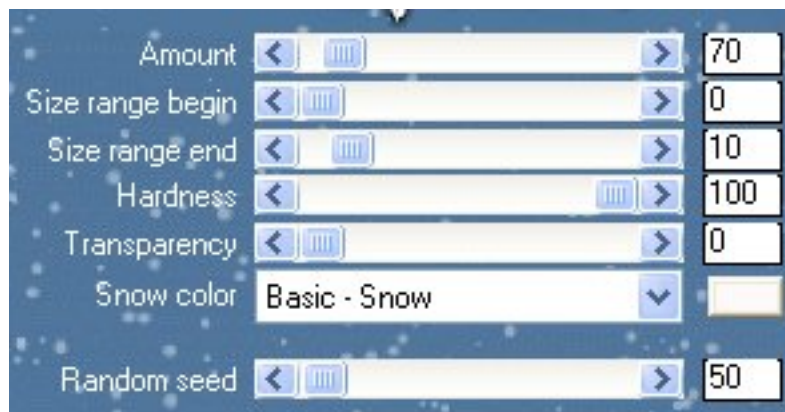 Amount 70
Size range begin 0
Size range end 10
Hardness 100
Transparency 0
Snow color Basic - Snow
Random seed 50